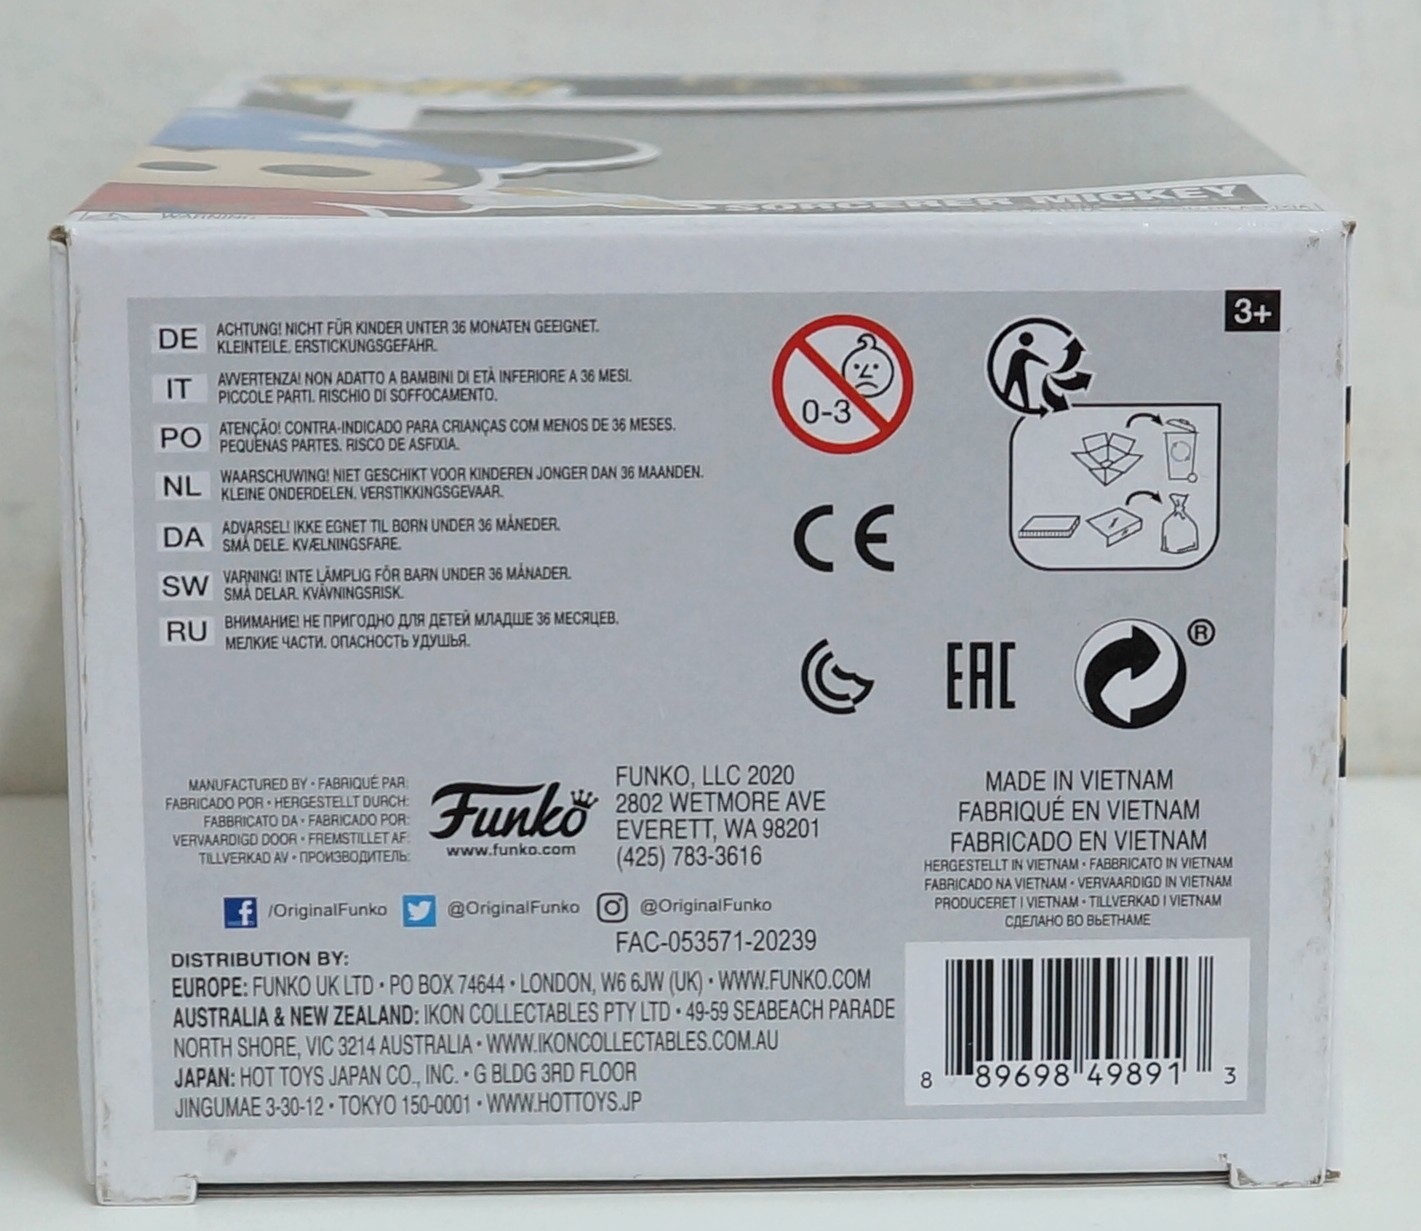 SORCERER MICKEY
WARNING:
3+
DE ACHTUNG! NICHT FÜR KINDER UNTER 36 MONATEN GEEIGNET.
KLEINTEILE. ERSTICKUNGSGEFAHR.
IT AVVERTENZA! NON ADATTO A BAMBINI DI ETÀ INFERIORE A 36 MESI.
PICCOLE PARTI. RISCHIO DI SOFFOCAMENTO.
PO ATENÇÃO! CONTRA-INDICADO PARA CRIANÇAS COM MENOS DE 36 MESES.
PEQUENAS PARTES. RISCO DE ASFIXIA.
NL WAARSCHUWING! NIET GESCHIKT VOOR KINDEREN JONGER DAN 36 MAANDEN.
KLEINE ONDERDELEN. VERSTIKKINGSGEVAAR.
DA ADVARSEL! IKKE EGNET TIL BØRN UNDER 36 MÅNEDER.
SMÅ DELE. KVÆLNINGSFARE.
SW VARNING! INTE LÄMPLIG FÖR BARN UNDER 36 MÅNADER.
SMÅ DELAR. KVÄVNINGSRISK.
RU ВНИМАНИЕ! НЕ ПРИГОДНО ДЛЯ ДЕТЕЙ МЛАДШЕ 36 МЕСЯЦЕВ.
МЕЛКИЕ ЧАСТИ. ОПАСНОСТЬ УДУШЬЯ.
0-3
CE
EAC
®
MANUFACTURED BY • FABRIQUÉ PAR:
FABRICADO POR • HERGESTELLT DURCH:
FABBRICATO DA • FABRICADO POR:
VERVAARDIGD DOOR • FREMSTILLET AF:
TILLVERKAD AV • ПРОИЗВОДИТЕЛЬ:
Funko
www.funko.com
FUNKO, LLC 2020
2802 WETMORE AVE
EVERETT, WA 98201
(425) 783-3616
MADE IN VIETNAM
FABRIQUÉ EN VIETNAM
FABRICADO EN VIETNAM
HERGESTELLT IN VIETNAM • FABBRICATO IN VIETNAM
FABRICADO NA VIETNAM • VERVAARDIGD IN VIETNAM
PRODUCERET I VIETNAM • TILLVERKAD I VIETNAM
СДЕЛАНО ВО ВЬЕТНАМЕ
/OriginalFunko @OriginalFunko @OriginalFunko
FAC-053571-20239
DISTRIBUTION BY:
EUROPE: FUNKO UK LTD • PO BOX 74644 • LONDON, W6 6JW (UK) • WWW.FUNKO.COM
AUSTRALIA & NEW ZEALAND: IKON COLLECTABLES PTY LTD • 49-59 SEABEACH PARADE
NORTH SHORE, VIC 3214 AUSTRALIA • WWW.IKONCOLLECTABLES.COM.AU
JAPAN: HOT TOYS JAPAN CO., INC. • G BLDG 3RD FLOOR
JINGUMAE 3-30-12 • TOKYO 150-0001 • WWW.HOTTOYS.JP
8 89698 49891 3